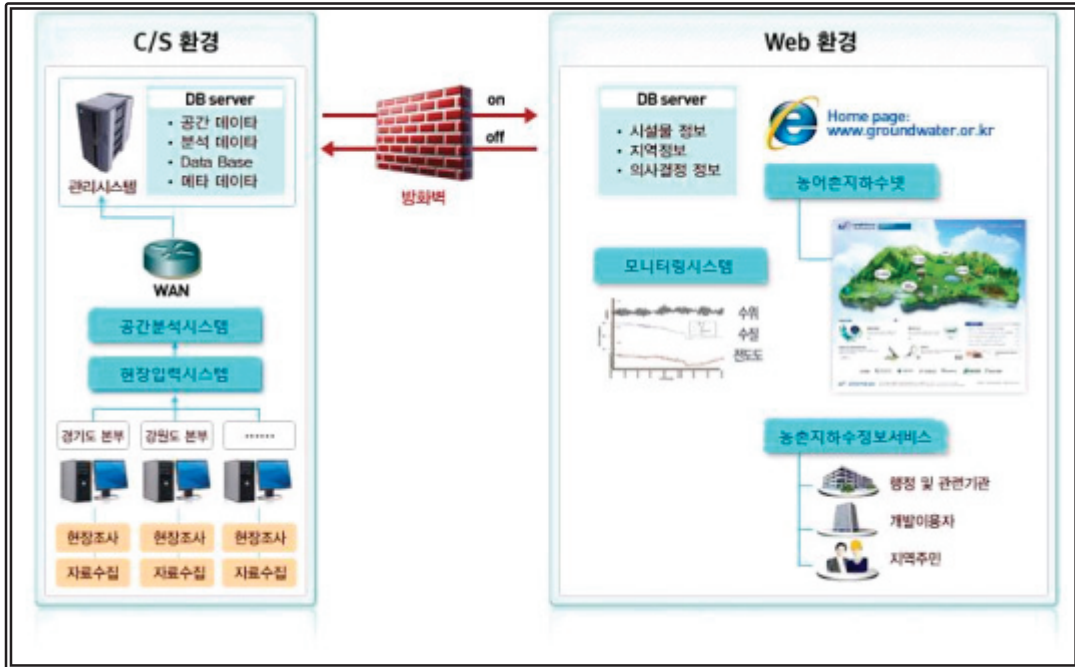 C/S 환경
DB server
• 공간 데이타
• 분석 데이타
• Data Base
• 메타 데이타
관리시스템
WAN
공간분석시스템
현장입력시스템
경기도 본부
강원도 본부
......
현장조사
현장조사
현장조사
자료수집
자료수집
자료수집
on
off
방화벽
Web 환경
DB server
• 시설물 정보
• 지역정보
• 의사결정 정보
Home page:
www.groundwater.or.kr
농어촌지하수넷
모니터링시스템
수위
수질
전도도
농촌지하수정보서비스
행정 및 관련기관
개발이용자
지역주민